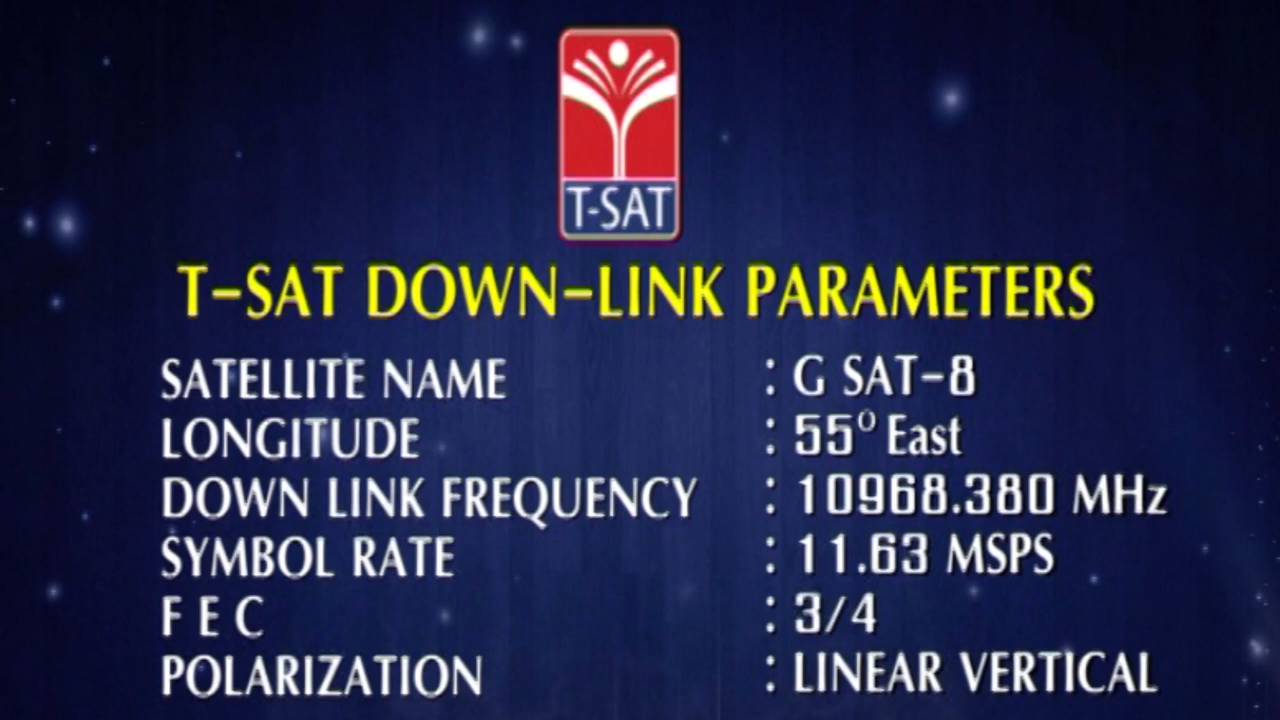 T-SAT
T-SAT DOWN-LINK PARAMETERS
SATELLITE NAME : G SAT-8
LONGITUDE : 55° East
DOWN LINK FREQUENCY : 10968.380 MHz
SYMBOL RATE : 11.63 MSPS
F E C : 3/4
POLARIZATION : LINEAR VERTICAL